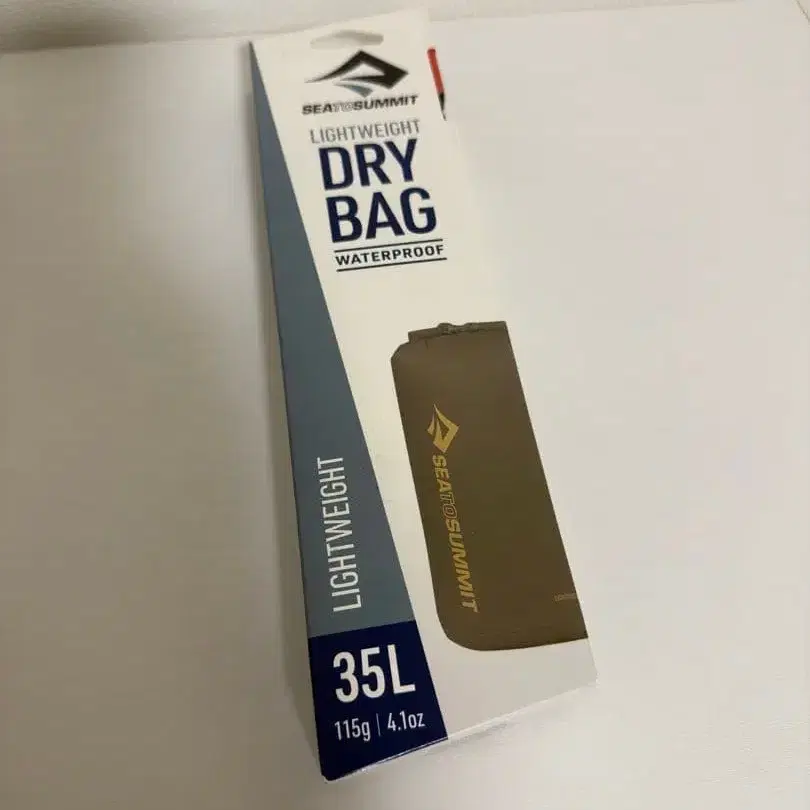 SEATOSUMMIT
LIGHTWEIGHT
DRY
BAG
WATERPROOF
SEATOSUMMIT
LIGHTWEIGHT
35L
115g | 4.1oz